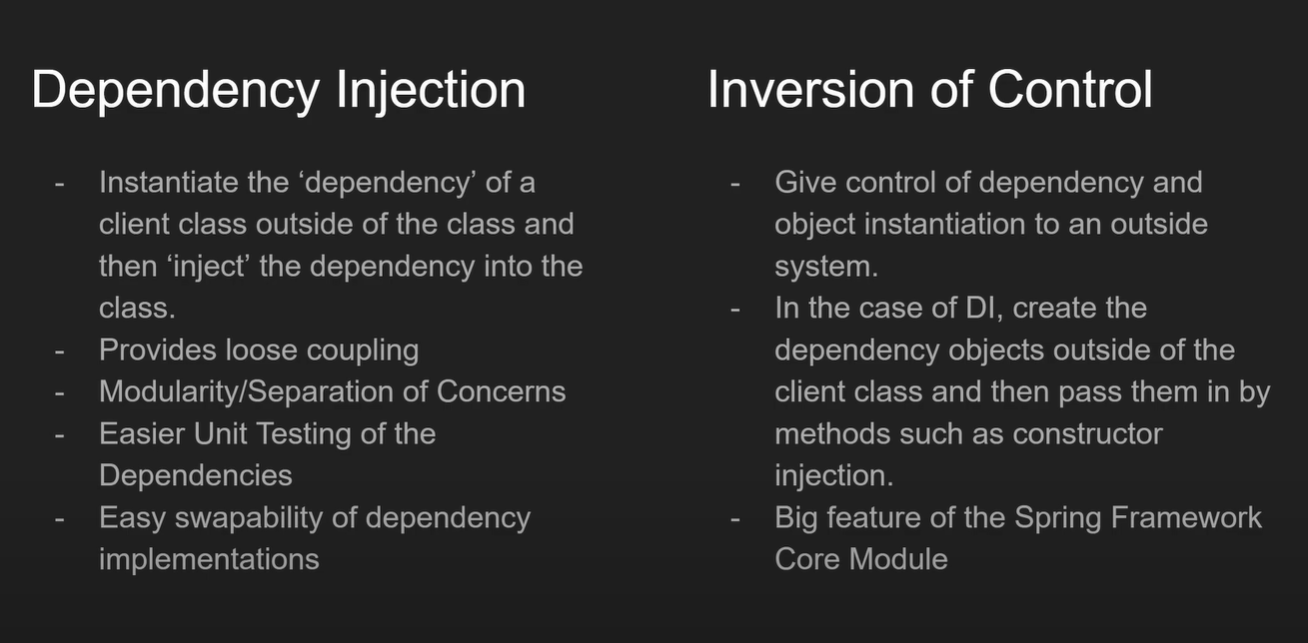 Dependency Injection
- Instantiate the ‘dependency’ of a
client class outside of the class and
then ‘inject’ the dependency into the
class.
- Provides loose coupling
- Modularity/Separation of Concerns
- Easier Unit Testing of the
Dependencies
- Easy swapability of dependency
implementations
Inversion of Control
- Give control of dependency and
object instantiation to an outside
system.
- In the case of DI, create the
dependency objects outside of the
client class and then pass them in by
methods such as constructor
injection.
- Big feature of the Spring Framework
Core Module